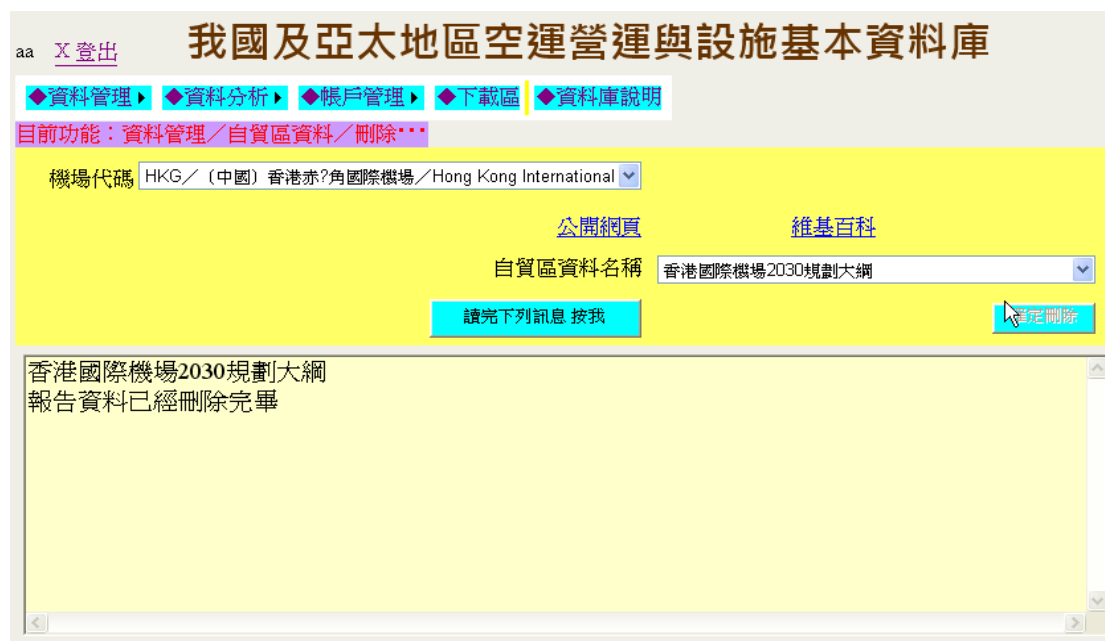 aa X 登出 我國及亞太地區空運營運與設施基本資料庫
◆資料管理 ◆資料分析 ◆帳戶管理 ◆下載區 ◆資料庫說明
目前功能：資料管理／自貿區資料／刪除···
機場代碼 HKG／（中國）香港赤?角國際機場／Hong Kong International
公開網頁 維基百科
自貿區資料名稱 香港國際機場2030規劃大綱
讀完下列訊息 按我 定刪除
香港國際機場2030規劃大綱
報告資料已經刪除完畢